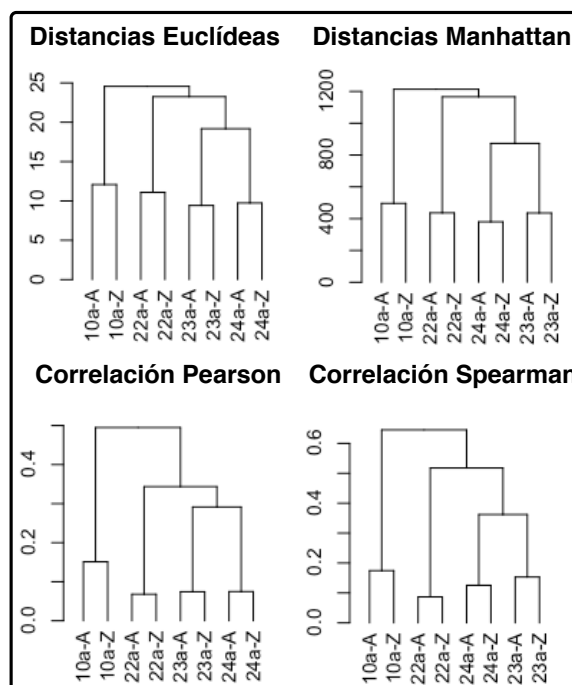 Distancias Euclídeas
25
20
15
10
5
0
10a-A
10a-Z
22a-A
22a-Z
23a-A
23a-Z
24a-A
24a-Z
Distancias Manhattan
1200
800
400
0
10a-A
10a-Z
22a-A
22a-Z
24a-A
24a-Z
23a-A
23a-Z
Correlación Pearson
0.4
0.2
0.0
10a-A
10a-Z
22a-A
22a-Z
23a-A
23a-Z
24a-A
24a-Z
Correlación Spearman
0.6
0.4
0.2
0.0
10a-A
10a-Z
22a-A
22a-Z
24a-A
24a-Z
23a-A
23a-Z